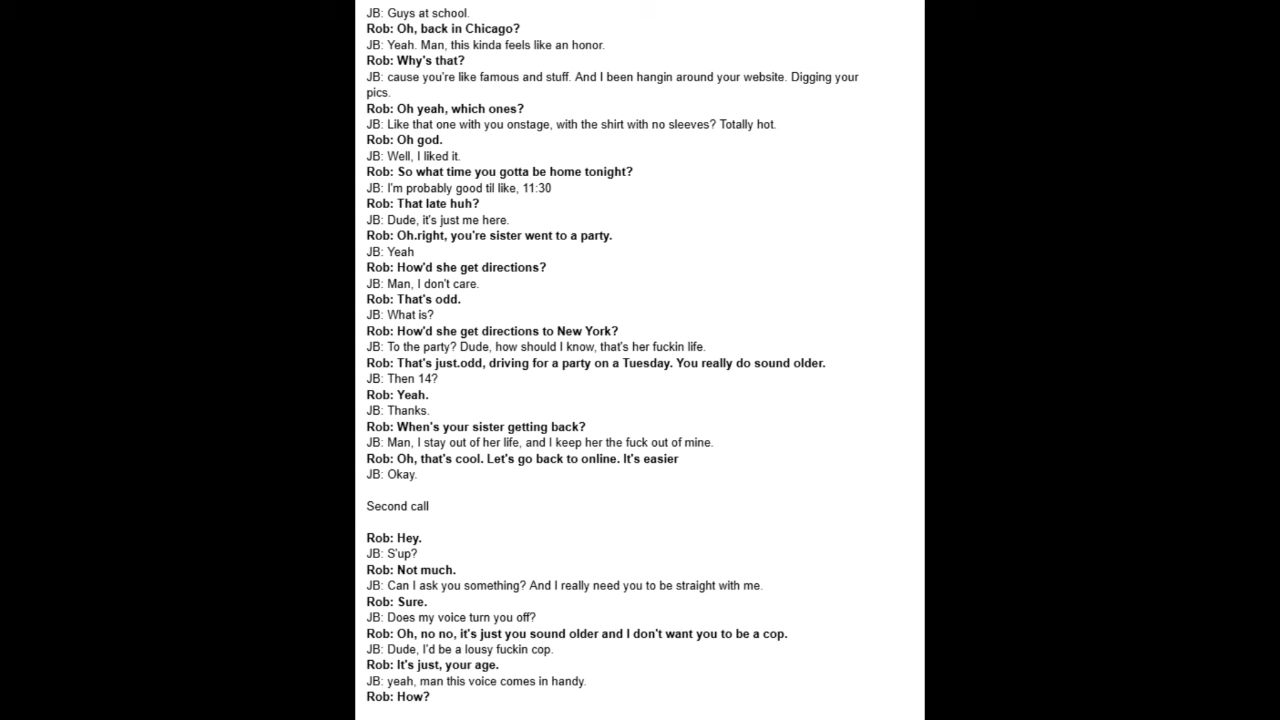 JB: Guys at school.
Rob: Oh, back in Chicago?
JB: Yeah. Man, this kinda feels like an honor.
Rob: Why's that?
JB: cause you're like famous and stuff. And I been hangin around your website. Digging your
pics.
Rob: Oh yeah, which ones?
JB: Like that one with you onstage, with the shirt with no sleeves? Totally hot.
Rob: Oh god.
JB: Well, I liked it.
Rob: So what time you gotta be home tonight?
JB: I'm probably good til like, 11:30
Rob: That late huh?
JB: Dude, it's just me here.
Rob: Oh.right, you're sister went to a party.
JB: Yeah
Rob: How'd she get directions?
JB: Man, I don't care.
Rob: That's odd.
JB: What is?
Rob: How'd she get directions to New York?
JB: To the party? Dude, how should I know, that's her fuckin life.
Rob: That's just.odd, driving for a party on a Tuesday. You really do sound older.
JB: Then 14?
Rob: Yeah.
JB: Thanks.
Rob: When's your sister getting back?
JB: Man, I stay out of her life, and I keep her the fuck out of mine.
Rob: Oh, that's cool. Let's go back to online. It's easier
JB: Okay.
Second call
Rob: Hey.
JB: S'up?
Rob: Not much.
JB: Can I ask you something? And I really need you to be straight with me.
Rob: Sure.
JB: Does my voice turn you off?
Rob: Oh, no no, it's just you sound older and I don't want you to be a cop.
JB: Dude, I'd be a lousy fuckin cop.
Rob: It's just, your age.
JB: yeah, man this voice comes in handy.
Rob: How?